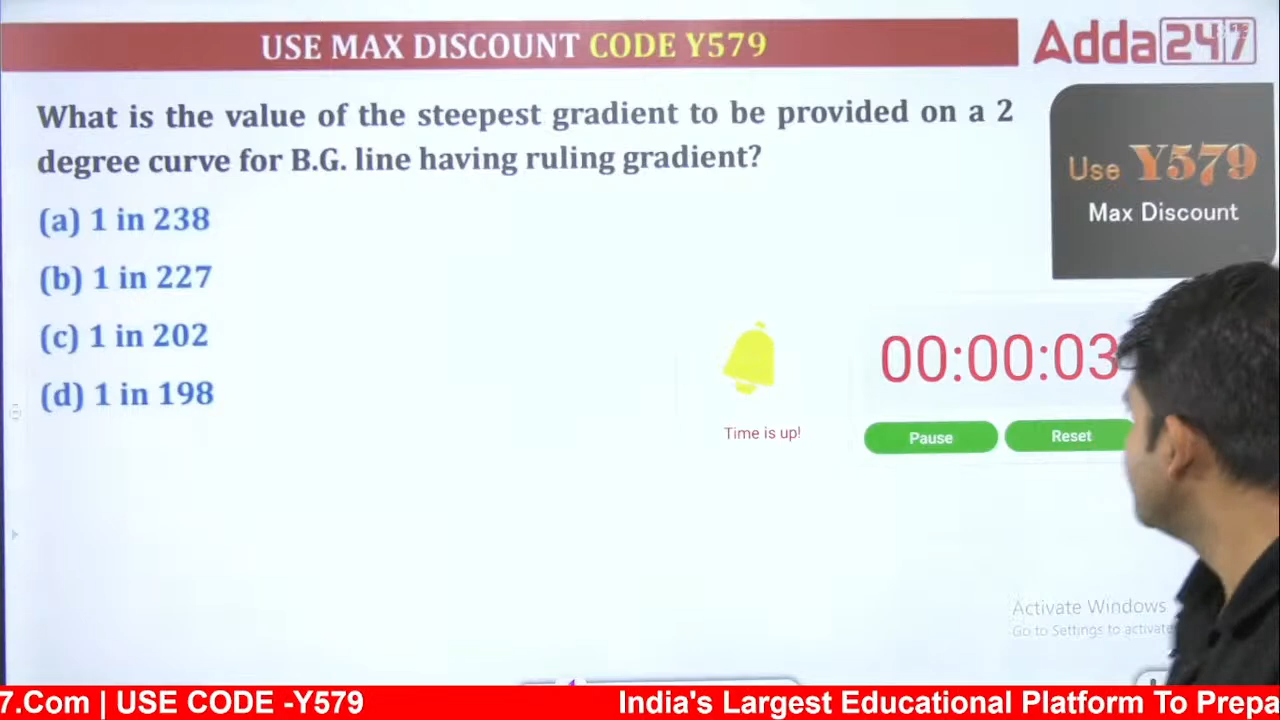 USE MAX DISCOUNT CODE Y579
Adda 247
What is the value of the steepest gradient to be provided on a 2
degree curve for B.G. line having ruling gradient?
Use Y579
Max Discount
(a) 1 in 238
(b) 1 in 227
(c) 1 in 202
(d) 1 in 198
00:00:03
Time is up!
Pause
Reset
Activate Windows
Go to Settings to activate
7.Com | USE CODE -Y579
India's Largest Educational Platform To Prepa